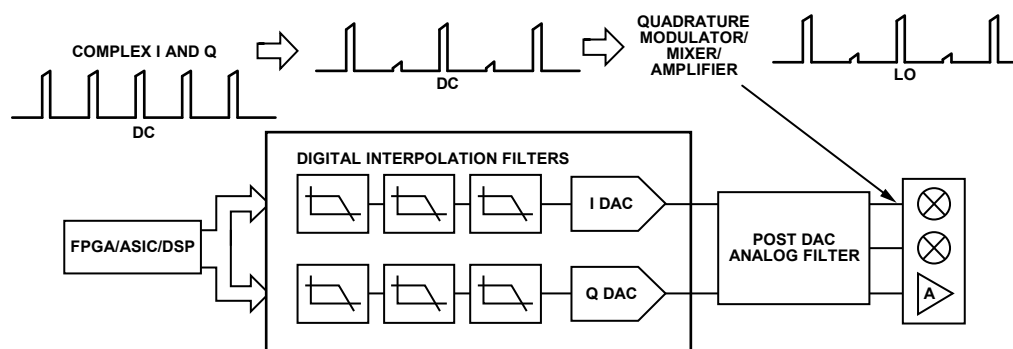 COMPLEX I AND Q
DC
DC
QUADRATURE
MODULATOR/
MIXER/
AMPLIFIER
LO
DIGITAL INTERPOLATION FILTERS
I DAC
FPGA/ASIC/DSP
POST DAC
ANALOG FILTER
Q DAC
A